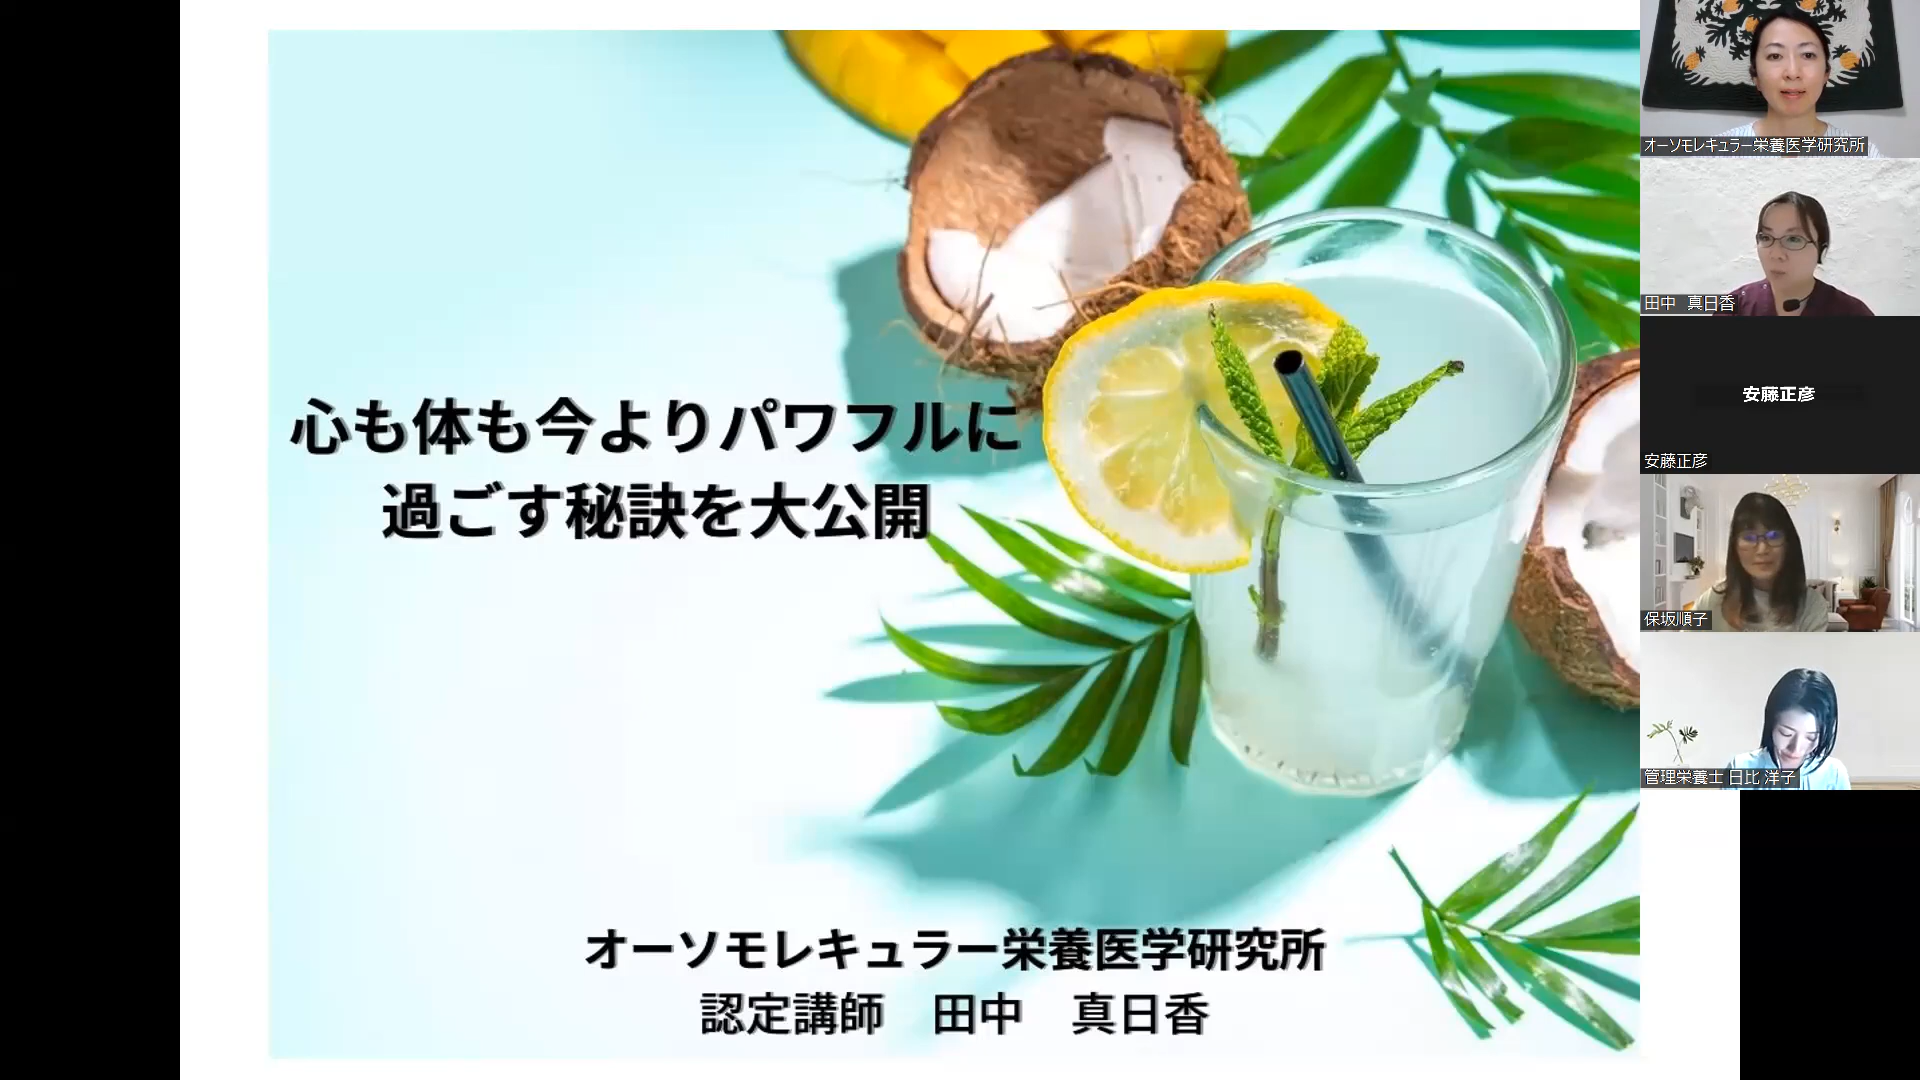 心も体も今よりパワフルに
過ごす秘訣を大公開
オーソモレキュラー栄養医学研究所
認定講師　田中　真日香
オーソモレキュラー栄養医学研究所
田中　真日香
安藤正彦
安藤正彦
保坂順子
管理栄養士 日比 洋子